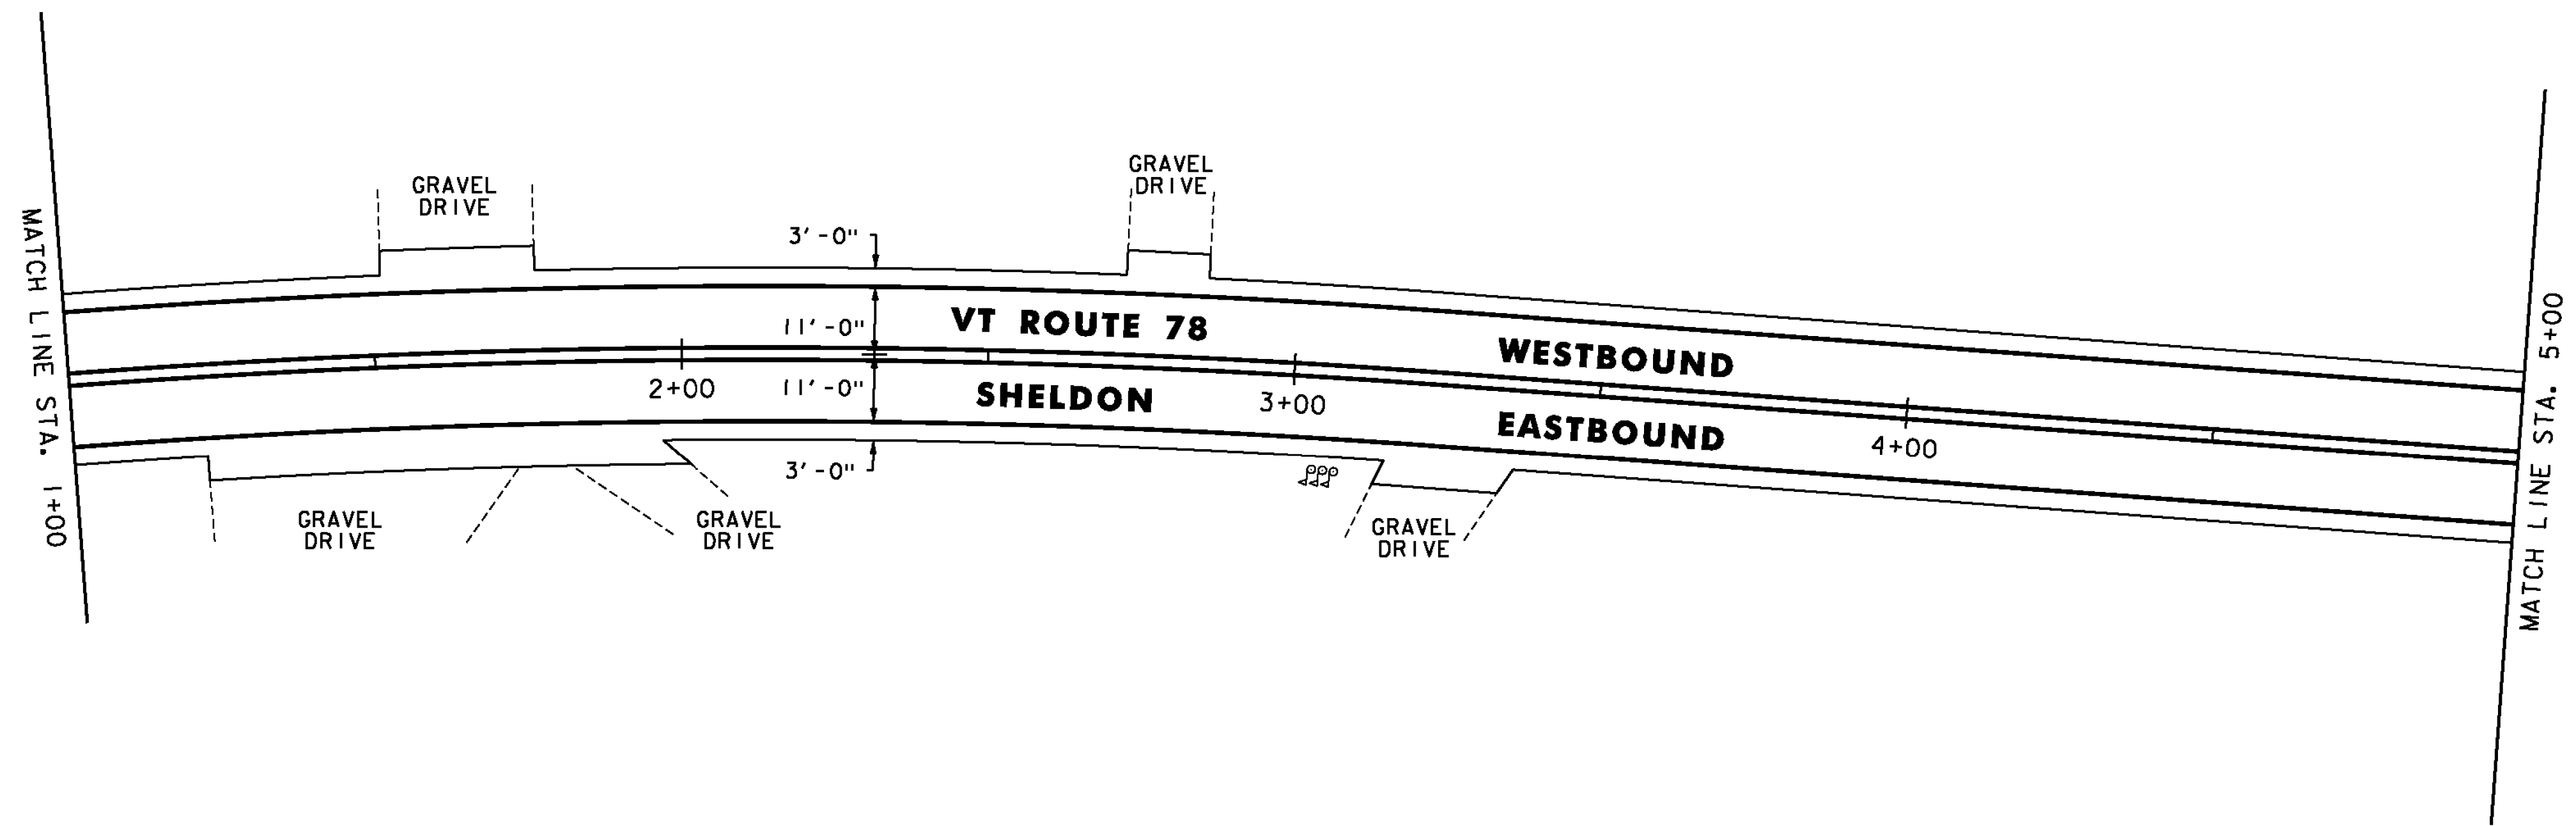 MATCH LINE STA. 1+00
GRAVEL
DRIVE
GRAVEL
DRIVE
3'-0"
11'-0"
VT ROUTE 78
WESTBOUND
2+00
11'-0"
SHELDON
3+00
EASTBOUND
4+00
3'-0"
GRAVEL
DRIVE
GRAVEL
DRIVE
GRAVEL
DRIVE
MATCH LINE STA. 5+00